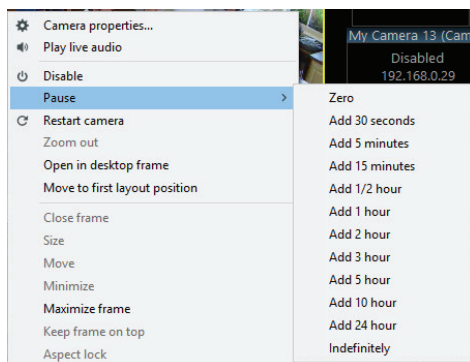 Camera properties...
Play live audio
Disable
Pause
Restart camera
Zoom out
Open in desktop frame
Move to first layout position
Close frame
Size
Move
Minimize
Maximize frame
Keep frame on top
Aspect lock
My Camera 13 (Cam
Disabled
192.168.0.29
Zero
Add 30 seconds
Add 5 minutes
Add 15 minutes
Add 1/2 hour
Add 1 hour
Add 2 hour
Add 3 hour
Add 5 hour
Add 10 hour
Add 24 hour
Indefinitely